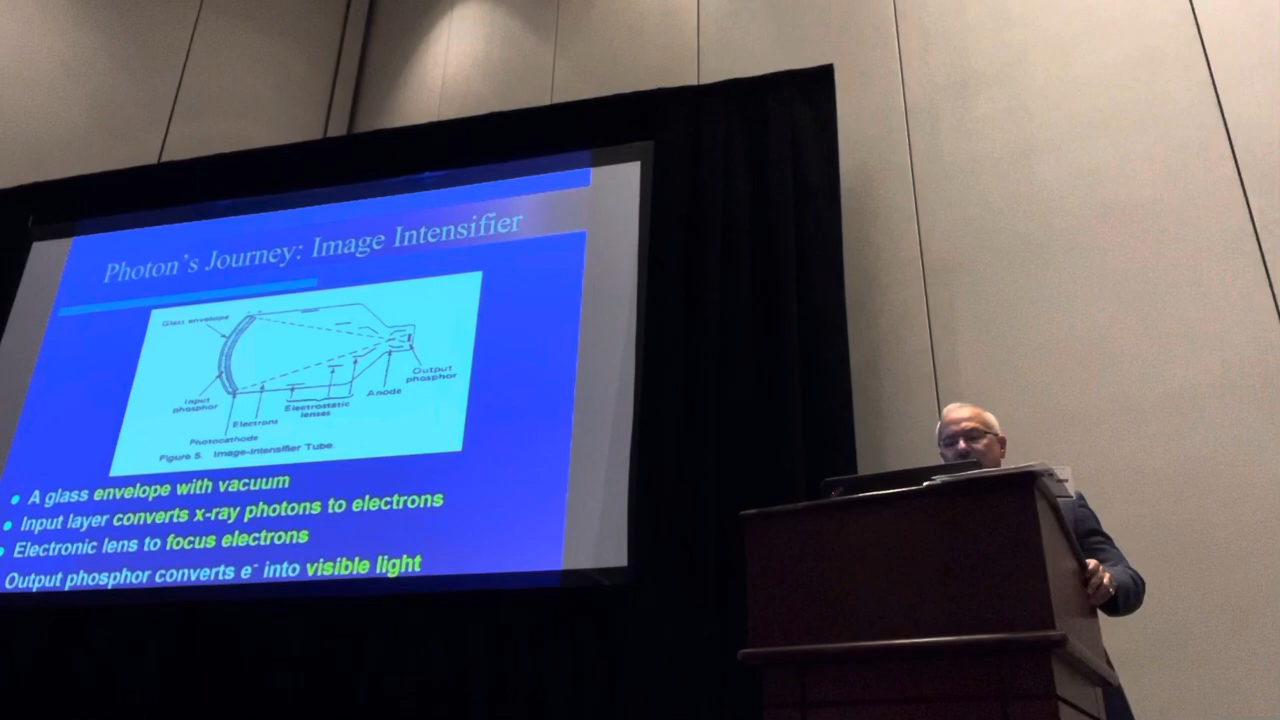 Photon's Journey: Image Intensifier
Glass envelope
Output
phosphor
Anode
Input
phosphor
Electrostatic
lenses
Electrons
Photocathode
Figure 5. Image-Intensifier Tube.
A glass envelope with vacuum
Input layer converts x-ray photons to electrons
Electronic lens to focus electrons
Output phosphor converts e⁻ into visible light